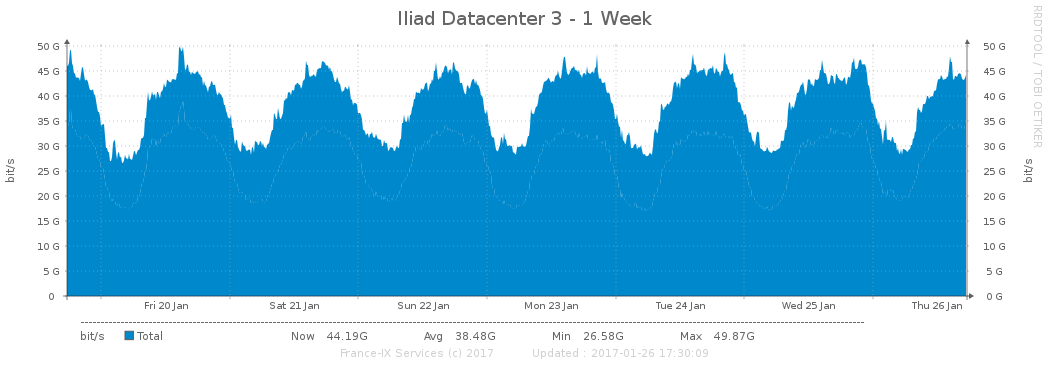 Iliad Datacenter 3 - 1 Week
RRDTOOL / TOBI OETIKER
50 G 50 G
45 G 45 G
40 G 40 G
35 G 35 G
30 G 30 G
25 G 25 G
20 G 20 G
15 G 15 G
10 G 10 G
5 G 5 G
0 0 G
bit/s bit/s
Fri 20 Jan Sat 21 Jan Sun 22 Jan Mon 23 Jan Tue 24 Jan Wed 25 Jan Thu 26 Jan
bit/s Total Now 44.19G Avg 38.48G Min 26.58G Max 49.87G
France-IX Services (c) 2017 Updated : 2017-01-26 17:30:09